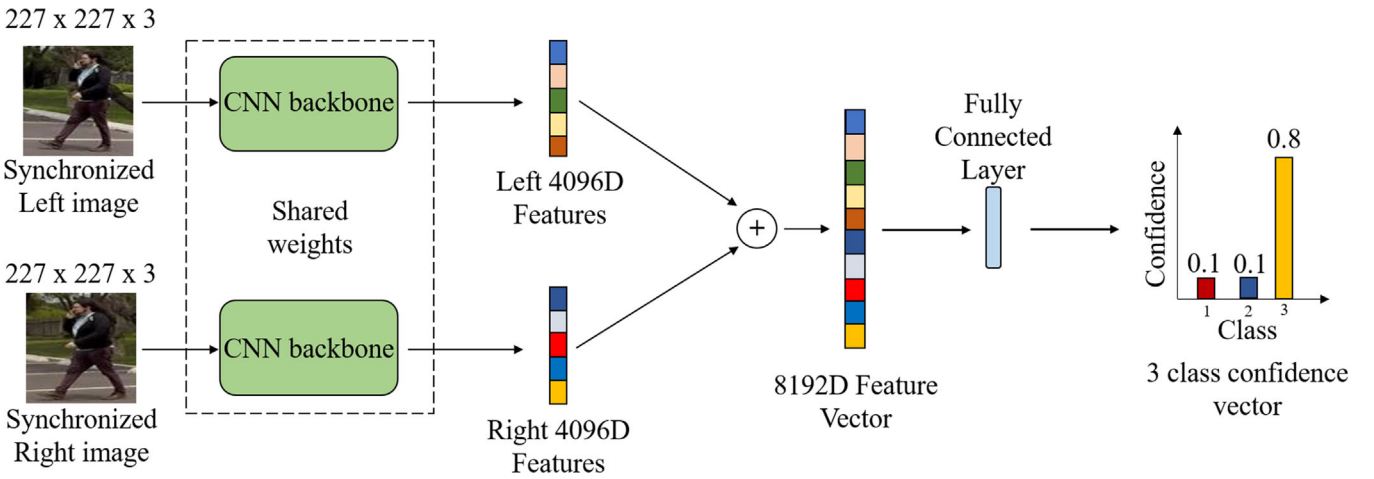 227 x 227 x 3
Synchronized
Left image
CNN backbone
Left 4096D
Features
Shared
weights
227 x 227 x 3
Synchronized
Right image
CNN backbone
Right 4096D
Features
+
8192D Feature
Vector
Fully
Connected
Layer
Confidence
0.1
0.1
0.8
1
2
3
Class
3 class confidence
vector